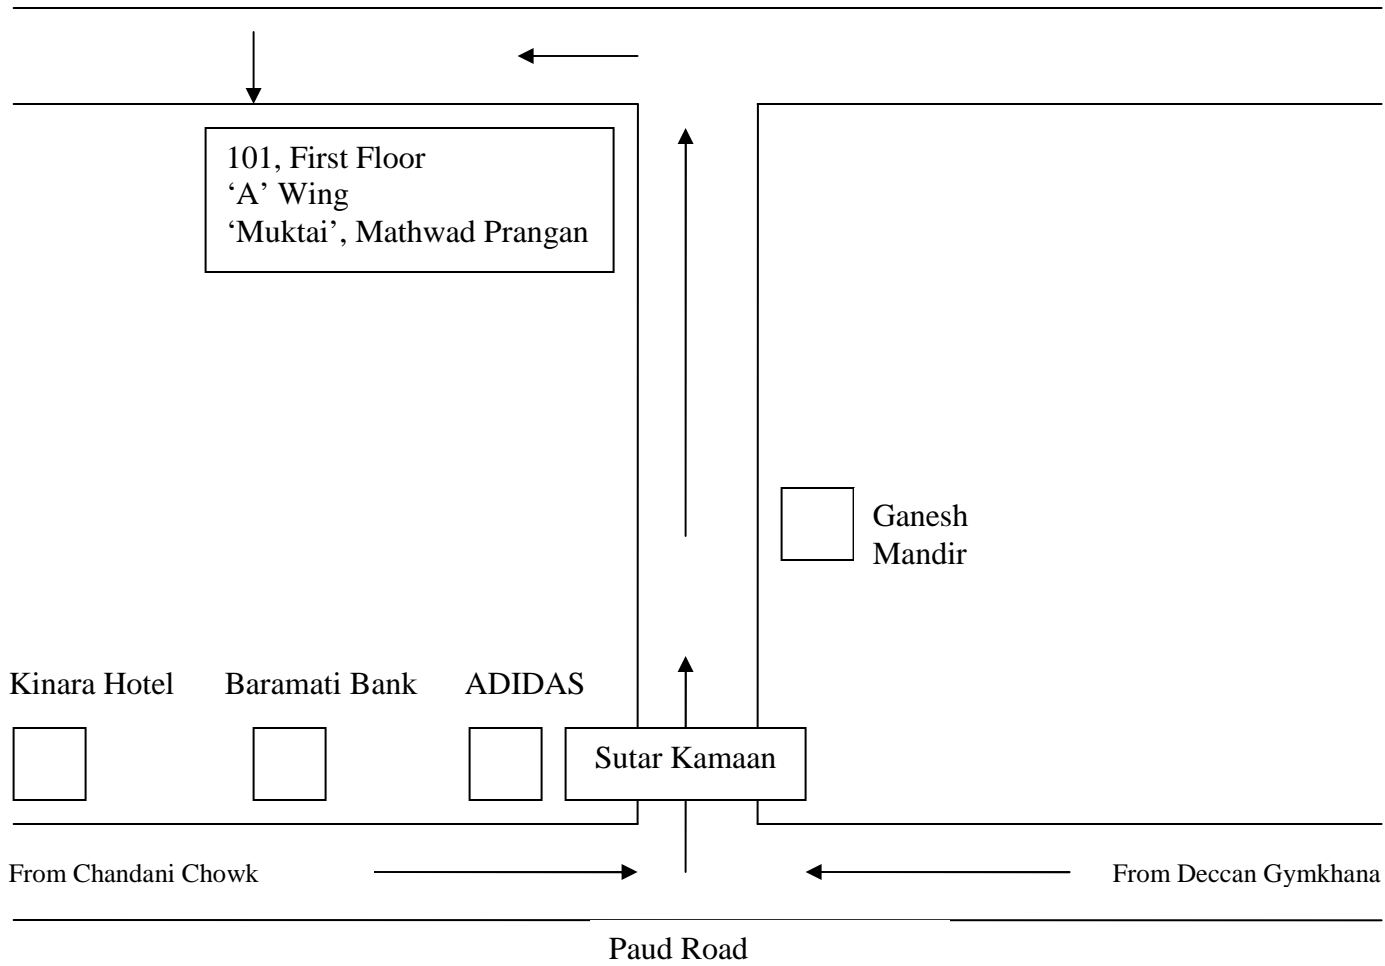 101, First Floor
‘A’ Wing
‘Muktai’, Mathwad Prangan
Ganesh
Mandir
Kinara Hotel
Baramati Bank
ADIDAS
Sutar Kamaan
From Chandani Chowk
From Deccan Gymkhana
Paud Road